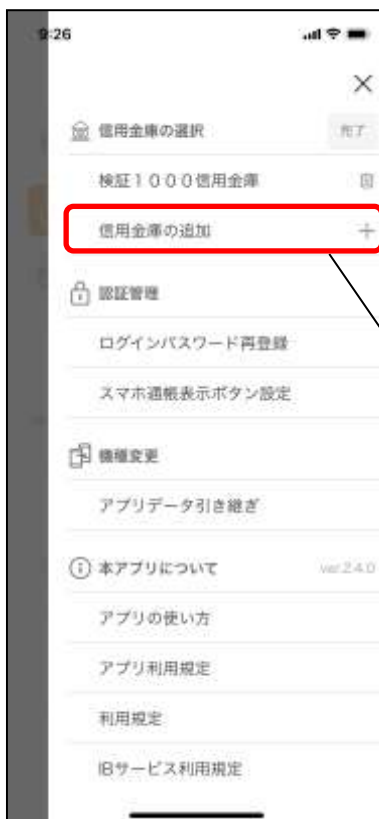 9:26
信用金庫の選択 完了
検証1000信用金庫
信用金庫の追加
認証管理
ログインパスワード再登録
スマホ通帳表示ボタン設定
機種変更
アプリデータ引き継ぎ
本アプリについて ver.2.4.0
アプリの使い方
アプリ利用規定
利用規定
IBサービス利用規定